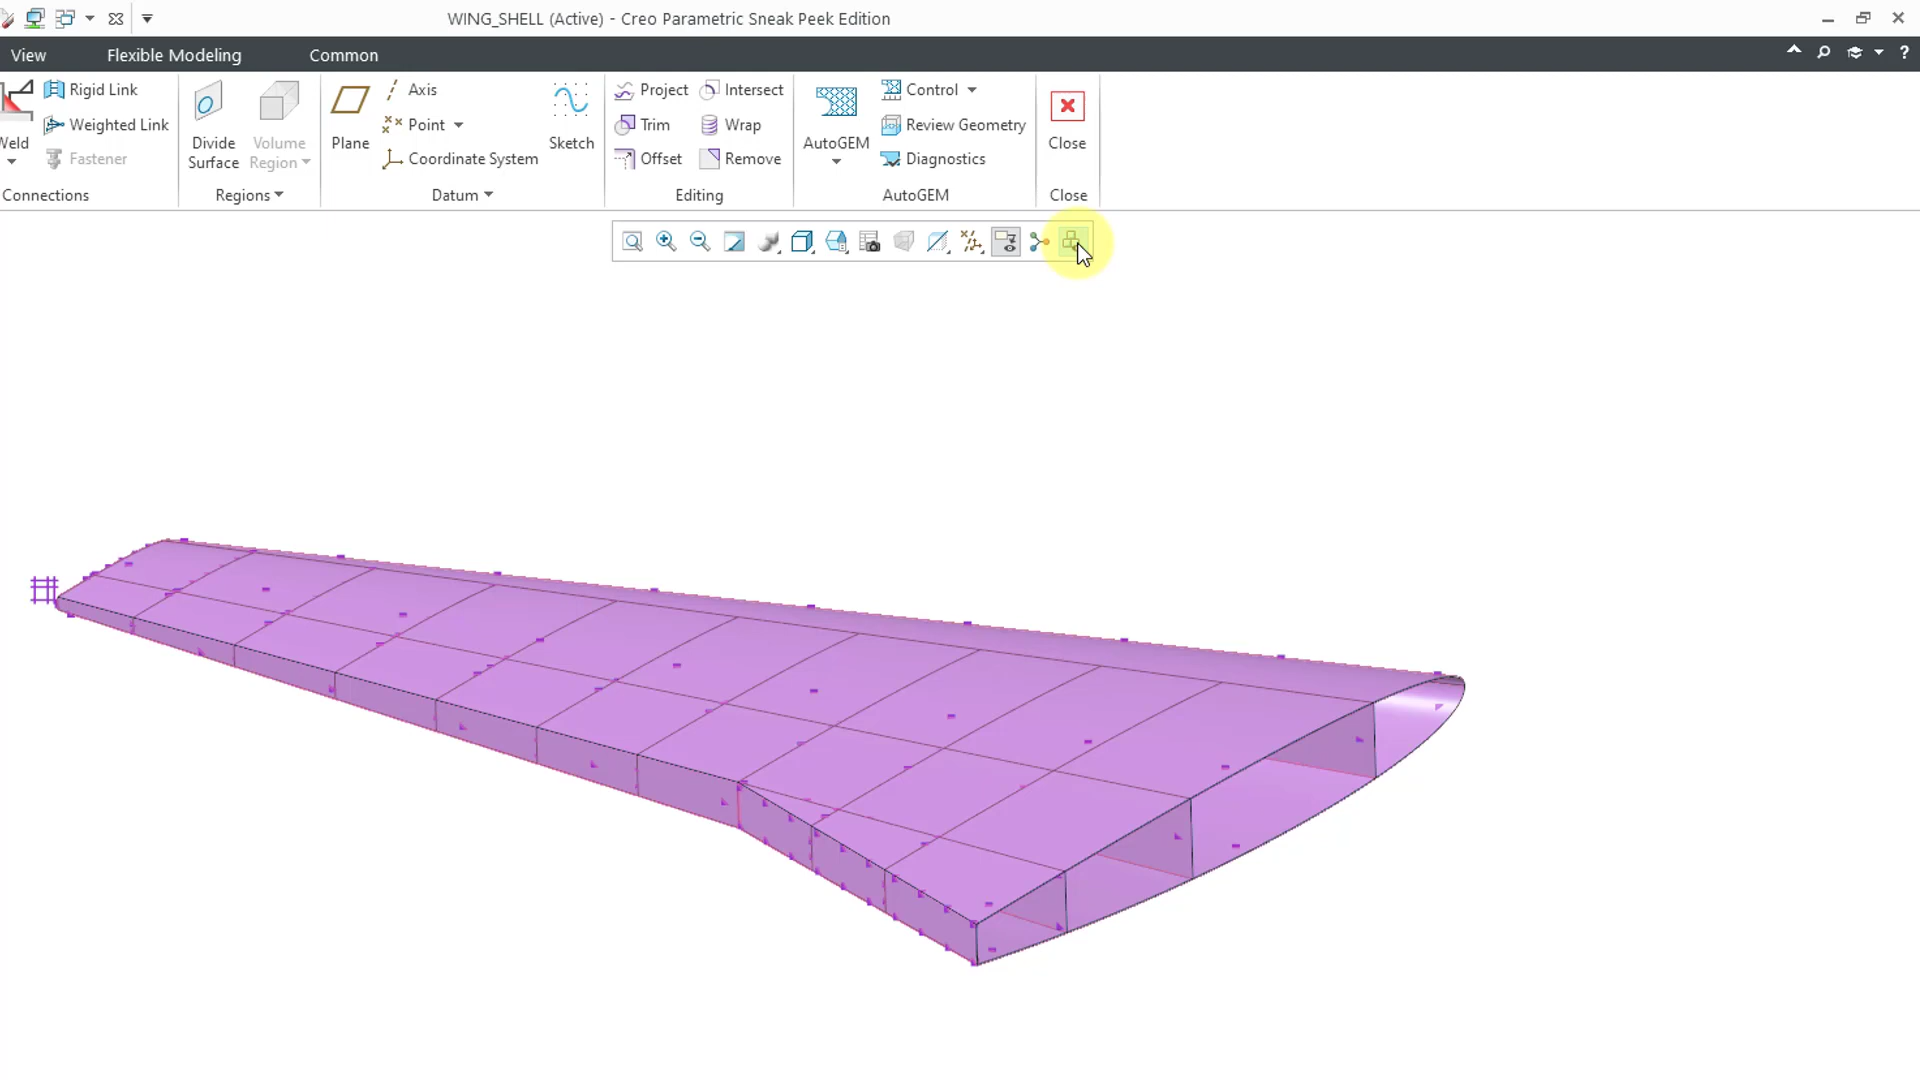 WING_SHELL (Active) - Creo Parametric Sneak Peek Edition
View Flexible Modeling Common
?
Weld
Rigid Link
Weighted Link
Fastener
Connections
Divide Surface
Volume Region
Regions
Plane
Axis
Point
Coordinate System
Sketch
Datum
Project Intersect
Trim Wrap
Offset Remove
Editing
AutoGEM
Control
Review Geometry
Diagnostics
AutoGEM
Close
Close